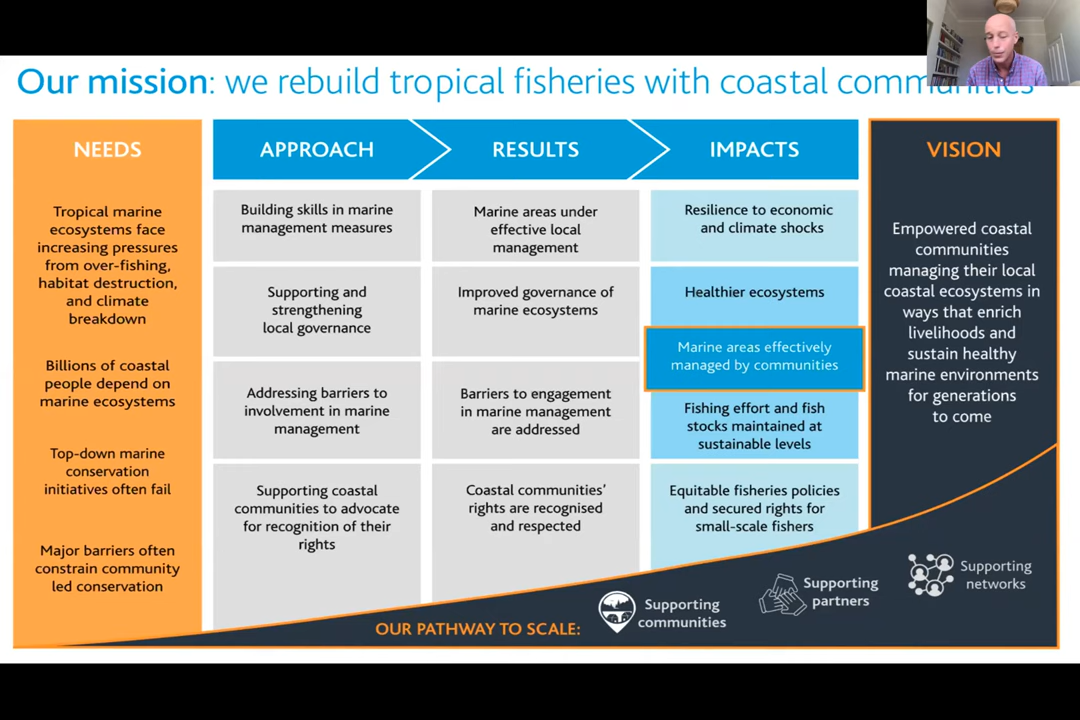 Our mission: we rebuild tropical fisheries with coastal communities
NEEDS
Tropical marine
ecosystems face
increasing pressures
from over-fishing,
habitat destruction,
and climate
breakdown
Billions of coastal
people depend on
marine ecosystems
Top-down marine
conservation
initiatives often fail
Major barriers often
constrain community
led conservation
APPROACH
Building skills in marine
management measures
Supporting and
strengthening
local governance
Addressing barriers to
involvement in marine
management
Supporting coastal
communities to advocate
for recognition of their
rights
RESULTS
Marine areas under
effective local
management
Improved governance of
marine ecosystems
Barriers to engagement
in marine management
are addressed
Coastal communities’
rights are recognised
and respected
IMPACTS
Resilience to economic
and climate shocks
Healthier ecosystems
Marine areas effectively
managed by communities
Fishing effort and fish
stocks maintained at
sustainable levels
Equitable fisheries policies
and secured rights for
small-scale fishers
VISION
Empowered coastal
communities
managing their local
coastal ecosystems in
ways that enrich
livelihoods and
sustain healthy
marine environments
for generations
to come
OUR PATHWAY TO SCALE:
Supporting
communities
Supporting
partners
Supporting
networks